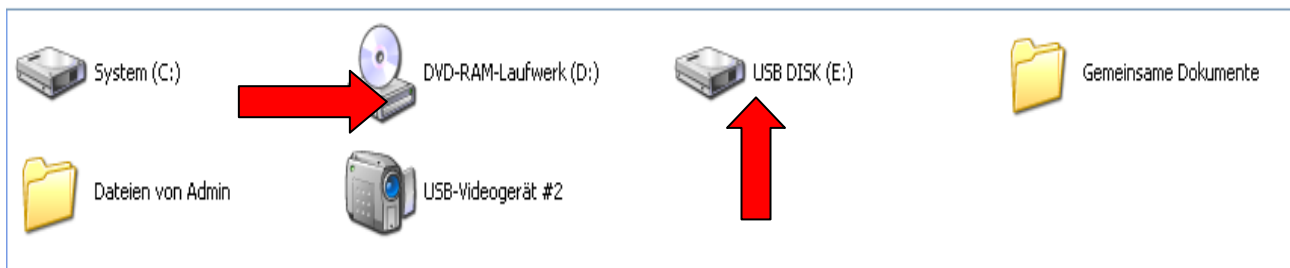 System (C:)
DVD-RAM-Laufwerk (D:)
USB DISK (E:)
Gemeinsame Dokumente
Dateien von Admin
USB-Videogerät #2